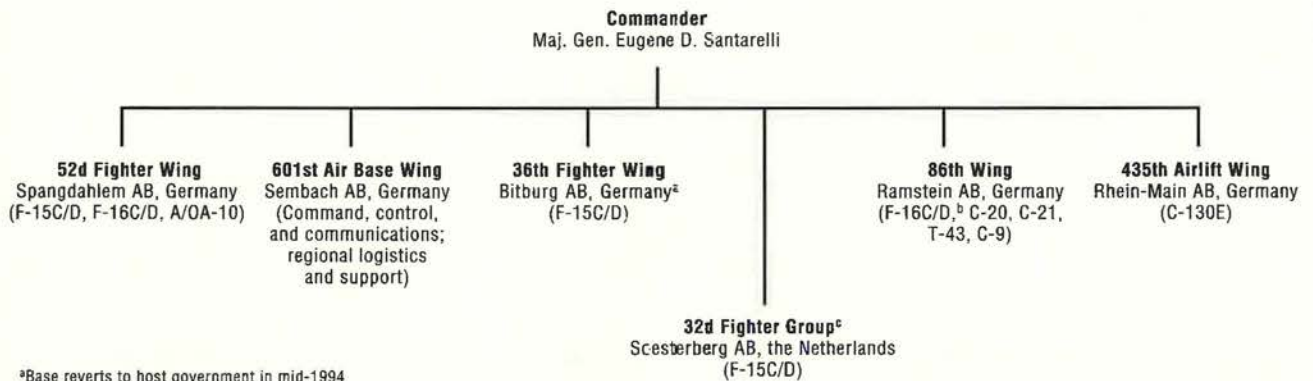 Commander
Maj. Gen. Eugene D. Santarelli
52d Fighter Wing
Spangdahlem AB, Germany
(F-15C/D, F-16C/D, A/OA-10)
601st Air Base Wing
Sembach AB, Germany
(Command, control,
and communications;
regional logistics
and support)
36th Fighter Wing
Bitburg AB, Germanyª
(F-15C/D)
86th Wing
Ramstein AB, Germany
(F-16C/D,ᵇ C-20, C-21,
T-43, C-9)
435th Airlift Wing
Rhein-Main AB, Germany
(C-130E)
32d Fighter Groupᶜ
Soesterberg AB, the Netherlands
(F-15C/D)
ªBase reverts to host government in mid-1994